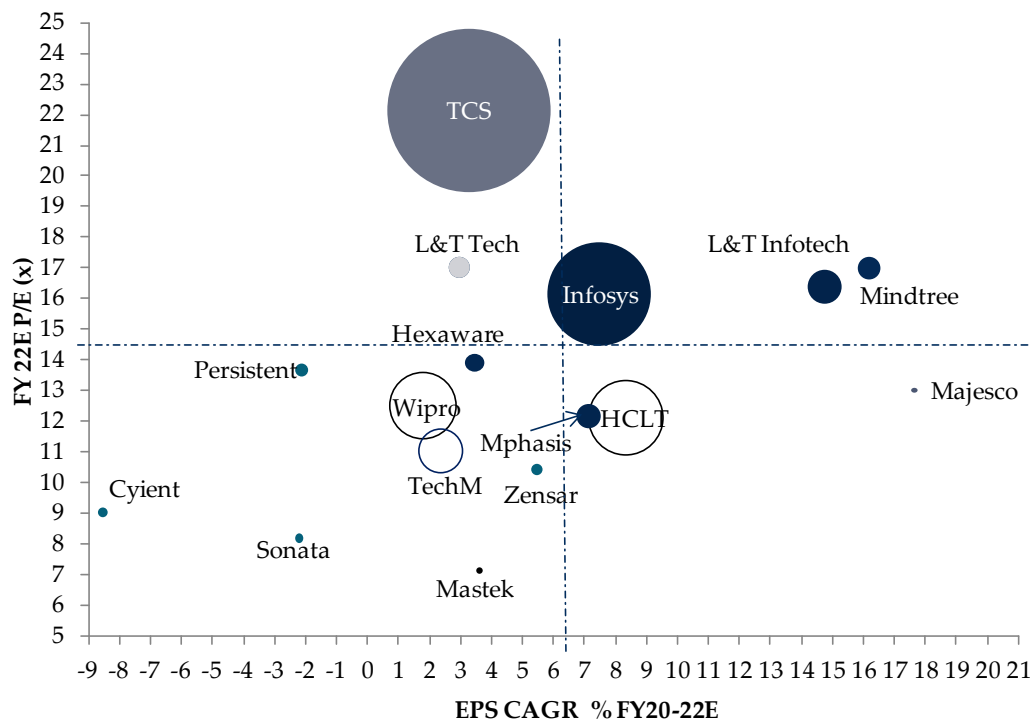 25
24
23
22
21
20
19
18
17
16
15
14
13
12
11
10
9
8
7
6
5
FY 22E P/E (x)
TCS
L&T Tech
L&T Infotech
Infosys
Mindtree
Hexaware
Persistent
Majesco
Wipro
HCLT
Mphasis
TechM
Zensar
Cyient
Sonata
Mastek
-9 -8 -7 -6 -5 -4 -3 -2 -1 0 1 2 3 4 5 6 7 8 9 10 11 12 13 14 15 16 17 18 19 20 21
EPS CAGR % FY20-22E